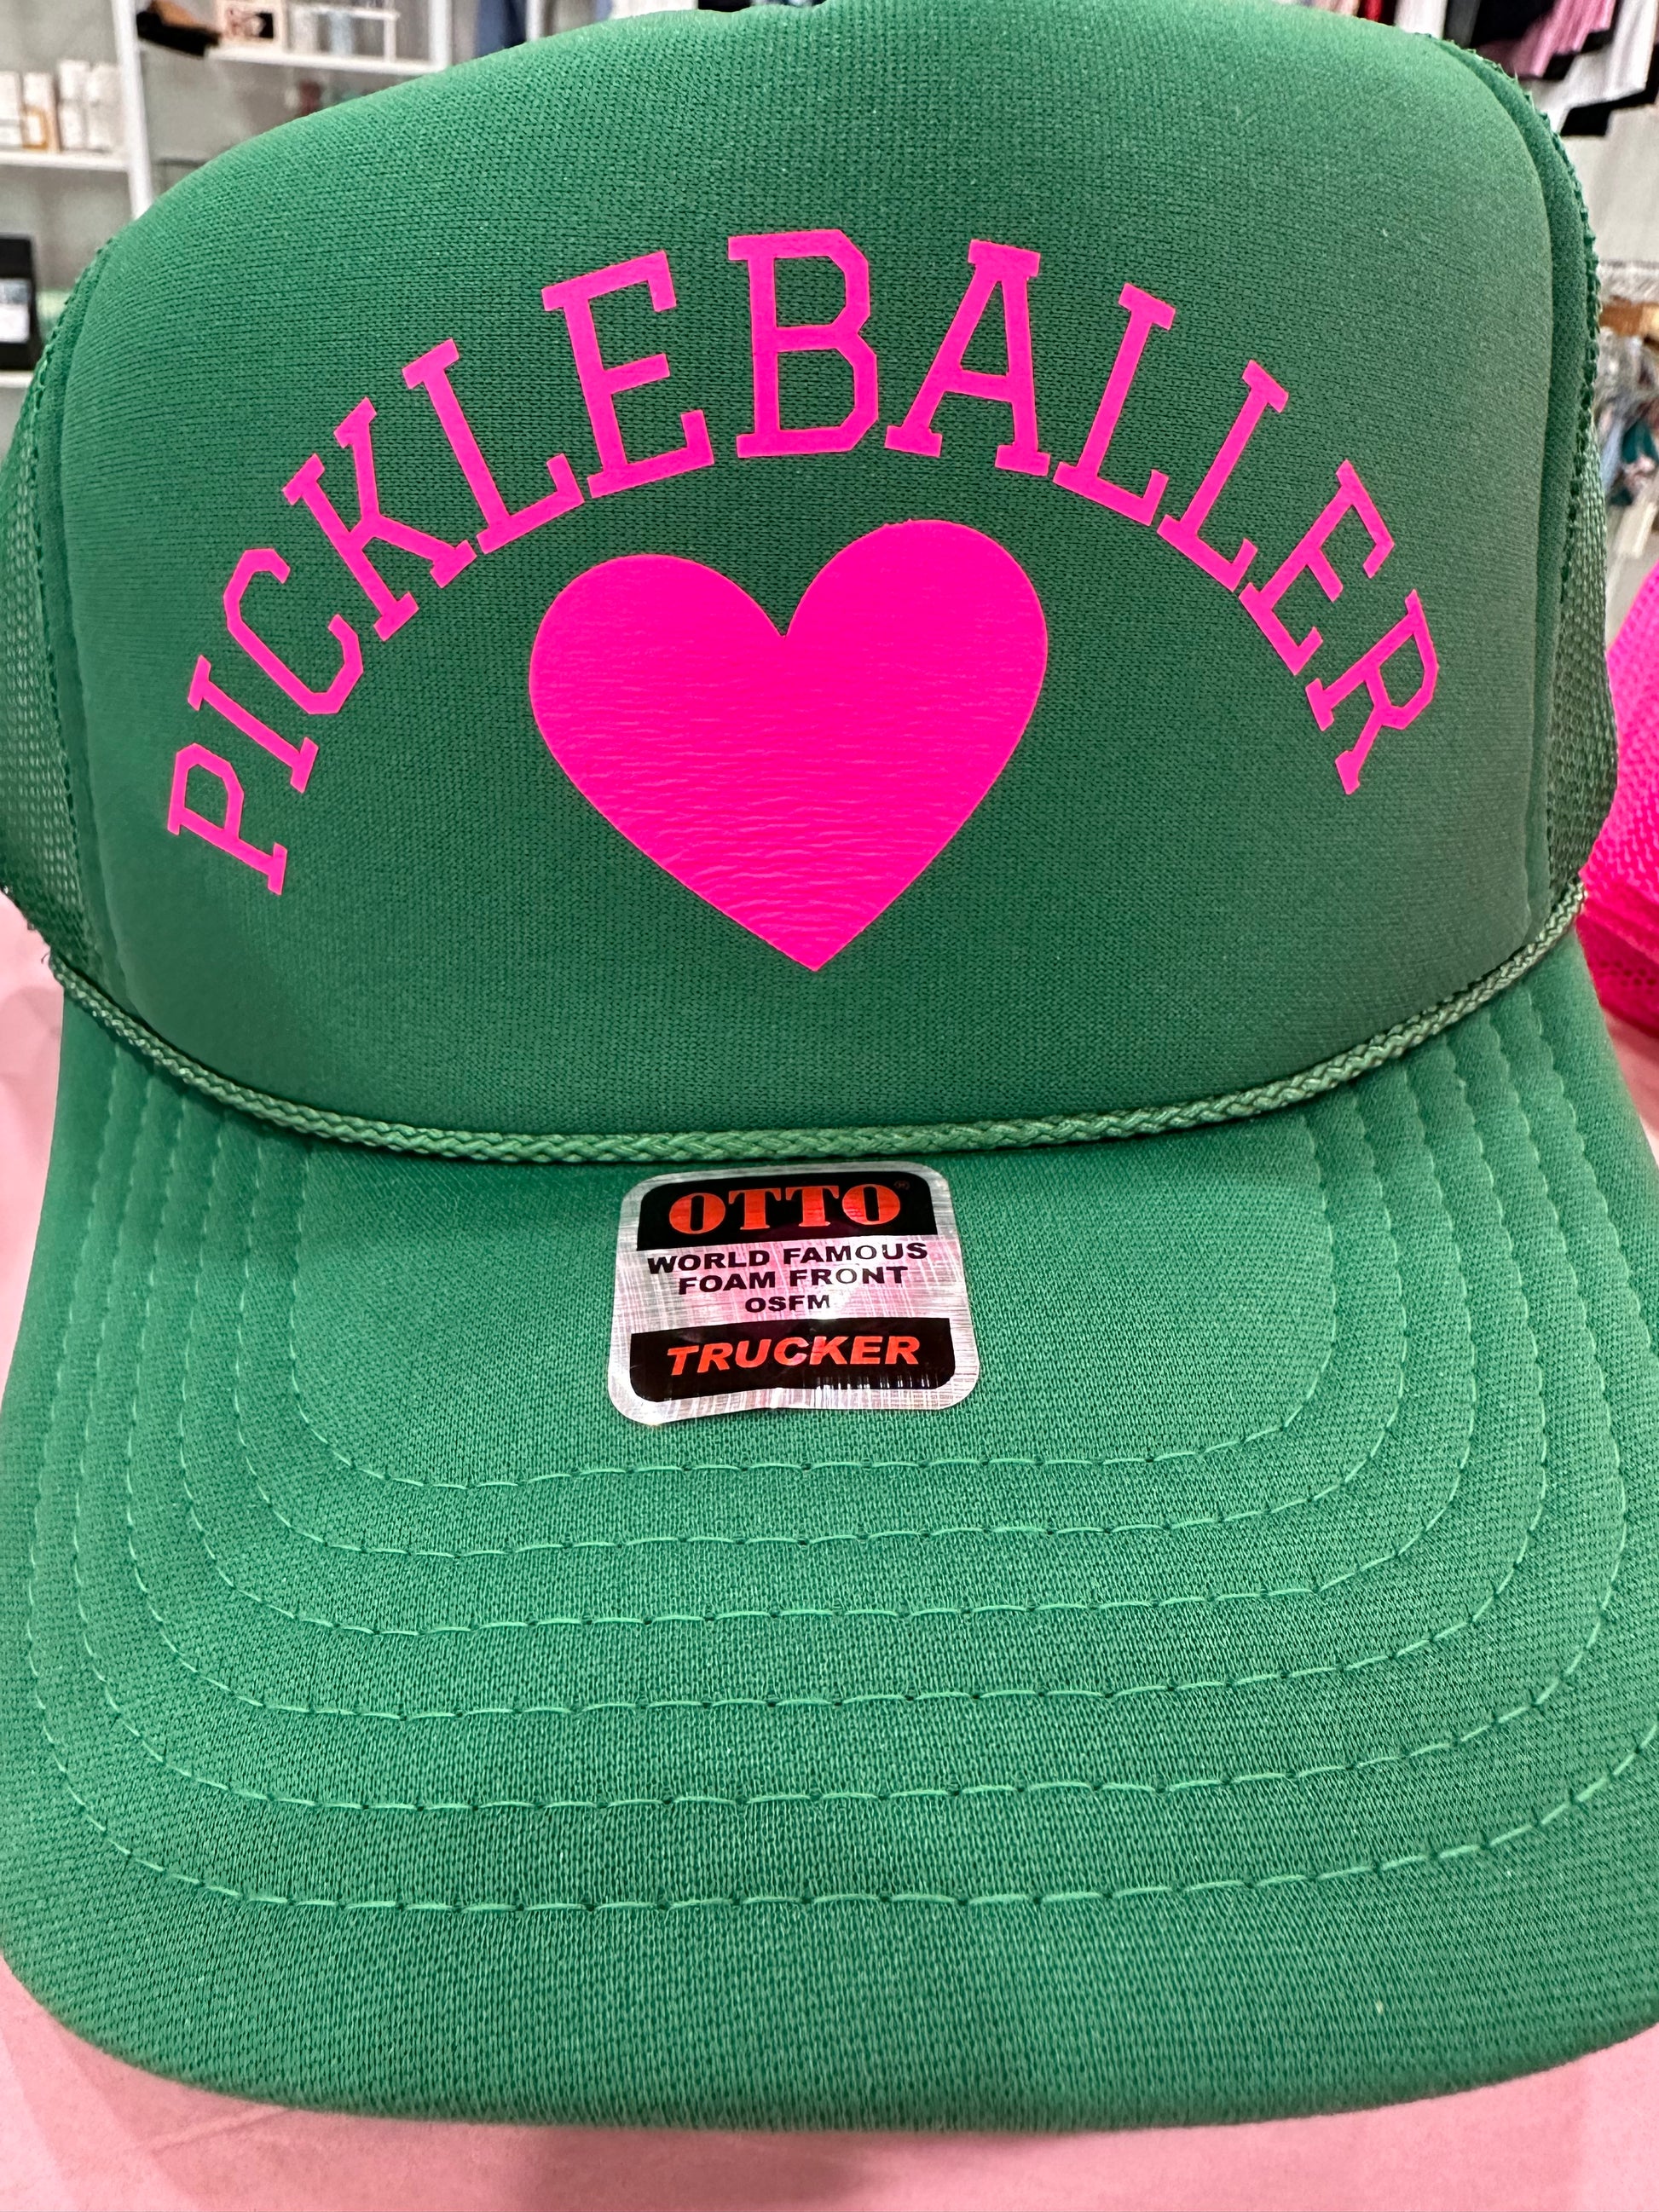 PICKLEBALLER
OTTO®
WORLD FAMOUS
FOAM FRONT
OSFM
TRUCKER